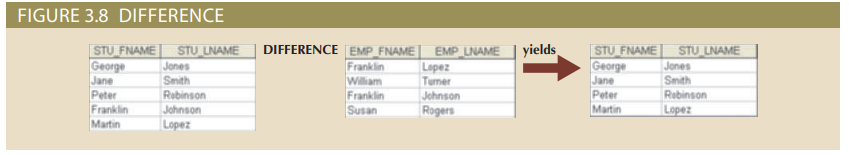 FIGURE 3.8 DIFFERENCE
STU_FNAME STU_LNAME DIFFERENCE EMP_FNAME EMP_LNAME yields STU_FNAME STU_LNAME
George Jones Franklin Lopez George Jones
Jane Smith William Turner Jane Smith
Peter Robinson Franklin Johnson Peter Robinson
Franklin Johnson Susan Rogers Martin Lopez
Martin Lopez